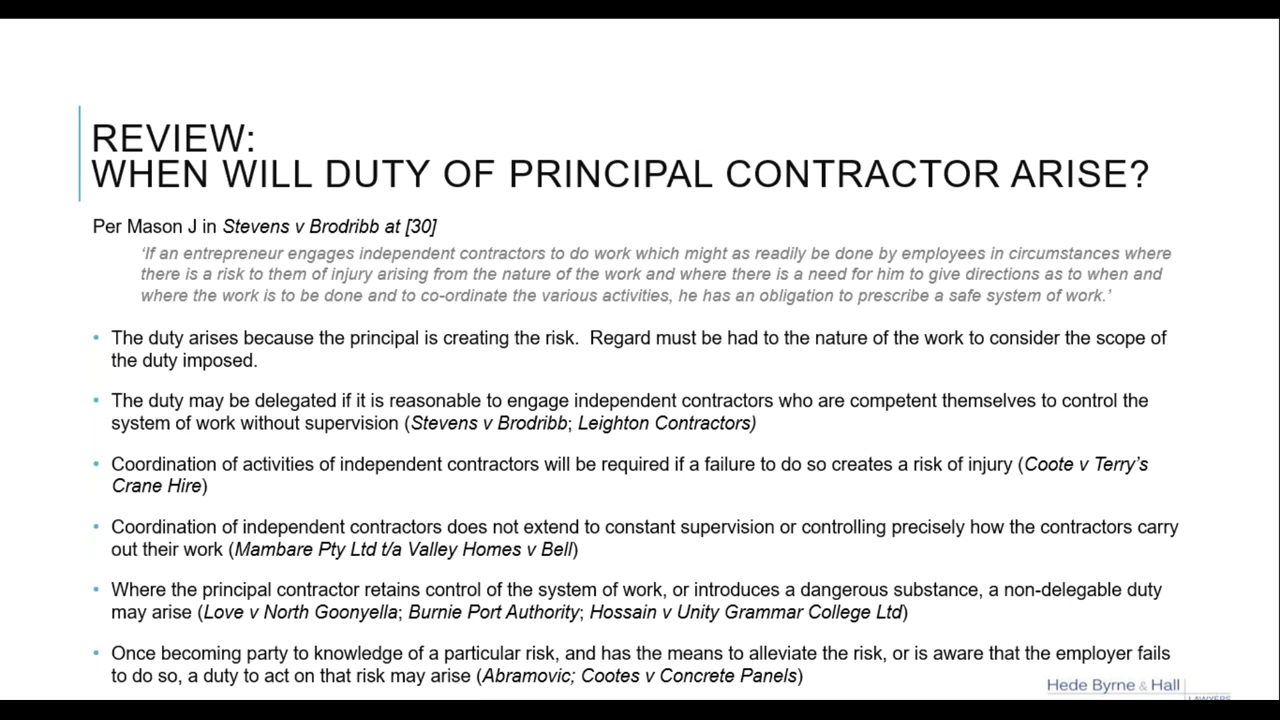 REVIEW:
WHEN WILL DUTY OF PRINCIPAL CONTRACTOR ARISE?
Per Mason J in Stevens v Brodribb at [30]
‘If an entrepreneur engages independent contractors to do work which might as readily be done by employees in circumstances where
there is a risk to them of injury arising from the nature of the work and where there is a need for him to give directions as to when and
where the work is to be done and to co-ordinate the various activities, he has an obligation to prescribe a safe system of work.’
• The duty arises because the principal is creating the risk.  Regard must be had to the nature of the work to consider the scope of
the duty imposed.
• The duty may be delegated if it is reasonable to engage independent contractors who are competent themselves to control the
system of work without supervision (Stevens v Brodribb; Leighton Contractors)
• Coordination of activities of independent contractors will be required if a failure to do so creates a risk of injury (Coote v Terry’s
Crane Hire)
• Coordination of independent contractors does not extend to constant supervision or controlling precisely how the contractors carry
out their work (Mambare Pty Ltd t/a Valley Homes v Bell)
• Where the principal contractor retains control of the system of work, or introduces a dangerous substance, a non-delegable duty
may arise (Love v North Goonyella; Burnie Port Authority; Hossain v Unity Grammar College Ltd)
• Once becoming party to knowledge of a particular risk, and has the means to alleviate the risk, or is aware that the employer fails
to do so, a duty to act on that risk may arise (Abramovic; Cootes v Concrete Panels)
Hede Byrne & Hall
LAWYERS